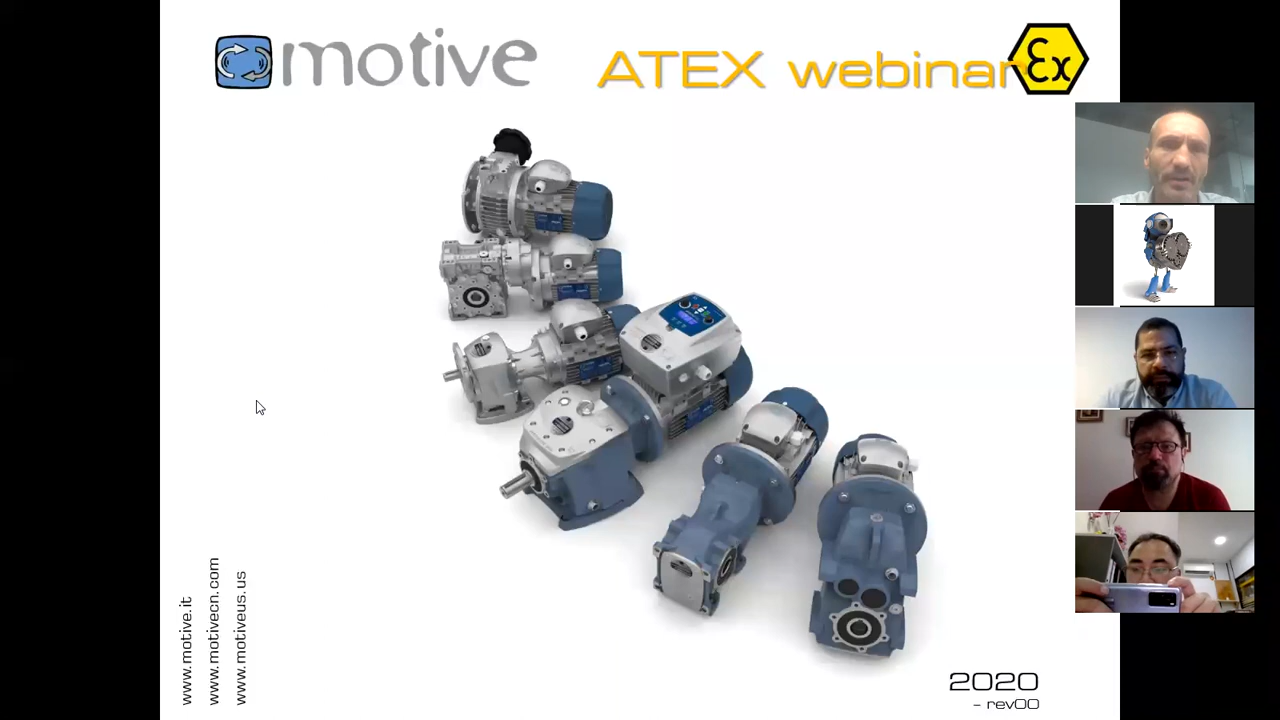 motive
ATEX webinar
Ex
www.motive.it
www.motivecn.com
www.motiveus.us
2020
- rev00